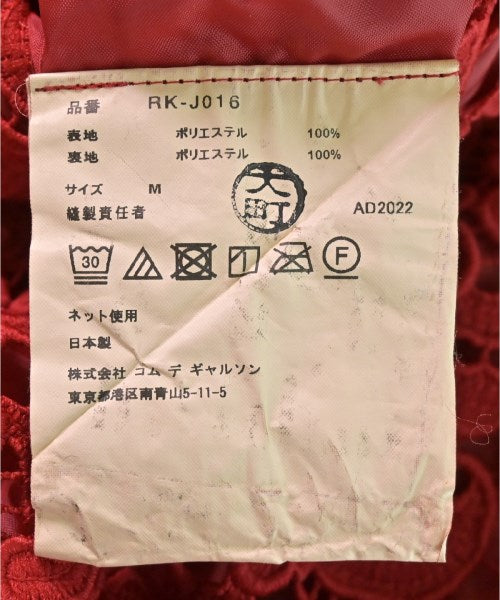 品番 RK-J016
表地 ポリエステル 100%
裏地 ポリエステル 100%
サイズ M
縫製責任者 大町 AD2022
30 F
ネット使用
日本製
株式会社 コム デ ギャルソン
東京都港区南青山5-11-5